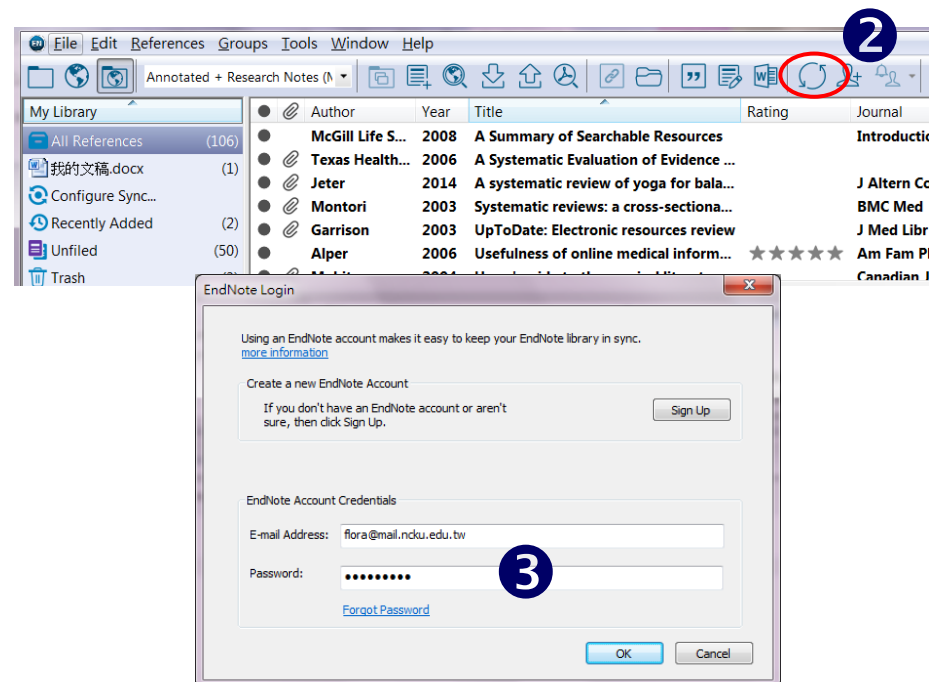 2
EN File Edit References Groups Tools Window Help
Annotated + Research Notes (N
My Library Author Year Title Rating Journal
All References (106) McGill Life S... 2008 A Summary of Searchable Resources Introductio
我的文稿.docx (1) Texas Health... 2006 A Systematic Evaluation of Evidence ...
Configure Sync... Jeter 2014 A systematic review of yoga for bala... J Altern Co
Recently Added (2) Montori 2003 Systematic reviews: a cross-sectiona... BMC Med
Unfiled (50) Garrison 2003 UpToDate: Electronic resources review J Med Libr
Trash Alper 2006 Usefulness of online medical inform... ★★★★★ Am Fam P
Canadian J
EndNote Login
Using an EndNote account makes it easy to keep your EndNote library in sync.
more information
Create a new EndNote Account
If you don't have an EndNote account or aren't
sure, then click Sign Up.
Sign Up
EndNote Account Credentials
E-mail Address: flora@mail.ncku.edu.tw
Password: •••••••••
3
Forgot Password
OK Cancel